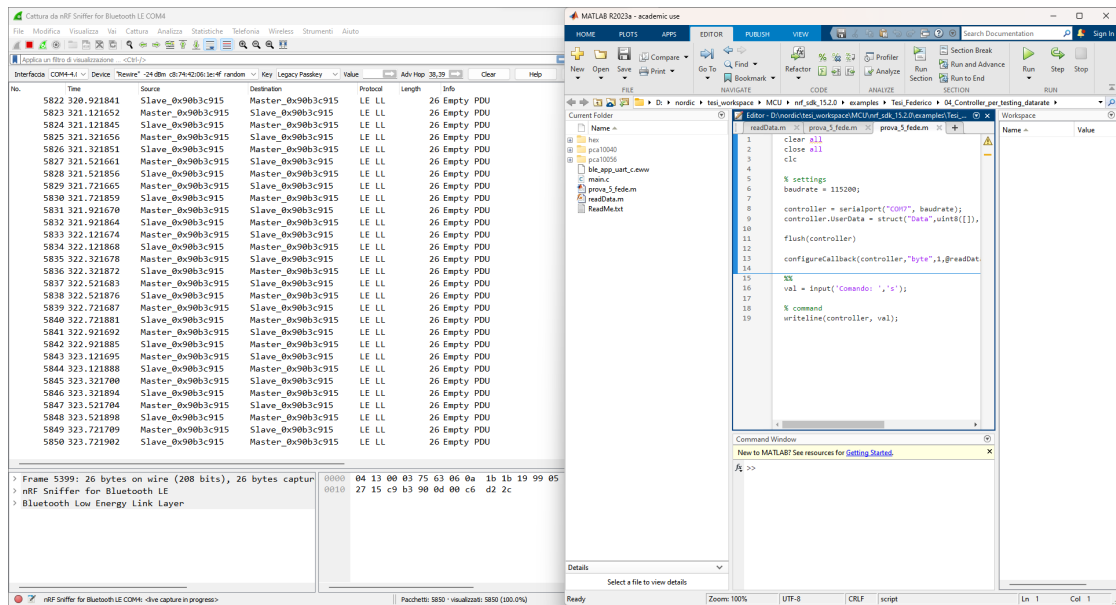 Cattura da nRF Sniffer for Bluetooth LE COM4
File Modifica Visualizza Vai Cattura Analizza Statistiche Telefonia Wireless Strumenti Aiuto
Applica un filtro di visualizzazione ... <Ctrl-/>
Interfaccia COM4-4.1 Device "Rewire" -24 dBm c8:74:42:06:1e:4f random Key Legacy Passkey Value Adv Hop 38,39 Clear Help
No. Time Source Destination Protocol Length Info
5822 320.921841 Slave_0x90b3c915 Master_0x90b3c915 LE LL 26 Empty PDU
5823 321.121652 Master_0x90b3c915 Slave_0x90b3c915 LE LL 26 Empty PDU
5824 321.121845 Slave_0x90b3c915 Master_0x90b3c915 LE LL 26 Empty PDU
5825 321.321656 Master_0x90b3c915 Slave_0x90b3c915 LE LL 26 Empty PDU
5826 321.321851 Slave_0x90b3c915 Master_0x90b3c915 LE LL 26 Empty PDU
5827 321.521661 Master_0x90b3c915 Slave_0x90b3c915 LE LL 26 Empty PDU
5828 321.521856 Slave_0x90b3c915 Master_0x90b3c915 LE LL 26 Empty PDU
5829 321.721665 Master_0x90b3c915 Slave_0x90b3c915 LE LL 26 Empty PDU
5830 321.721859 Slave_0x90b3c915 Master_0x90b3c915 LE LL 26 Empty PDU
5831 321.921670 Master_0x90b3c915 Slave_0x90b3c915 LE LL 26 Empty PDU
5832 321.921864 Slave_0x90b3c915 Master_0x90b3c915 LE LL 26 Empty PDU
5833 322.121674 Master_0x90b3c915 Slave_0x90b3c915 LE LL 26 Empty PDU
5834 322.121868 Slave_0x90b3c915 Master_0x90b3c915 LE LL 26 Empty PDU
5835 322.321678 Master_0x90b3c915 Slave_0x90b3c915 LE LL 26 Empty PDU
5836 322.321872 Slave_0x90b3c915 Master_0x90b3c915 LE LL 26 Empty PDU
5837 322.521683 Master_0x90b3c915 Slave_0x90b3c915 LE LL 26 Empty PDU
5838 322.521876 Slave_0x90b3c915 Master_0x90b3c915 LE LL 26 Empty PDU
5839 322.721687 Master_0x90b3c915 Slave_0x90b3c915 LE LL 26 Empty PDU
5840 322.721881 Slave_0x90b3c915 Master_0x90b3c915 LE LL 26 Empty PDU
5841 322.921692 Master_0x90b3c915 Slave_0x90b3c915 LE LL 26 Empty PDU
5842 322.921885 Slave_0x90b3c915 Master_0x90b3c915 LE LL 26 Empty PDU
5843 323.121695 Master_0x90b3c915 Slave_0x90b3c915 LE LL 26 Empty PDU
5844 323.121888 Slave_0x90b3c915 Master_0x90b3c915 LE LL 26 Empty PDU
5845 323.321700 Master_0x90b3c915 Slave_0x90b3c915 LE LL 26 Empty PDU
5846 323.321894 Slave_0x90b3c915 Master_0x90b3c915 LE LL 26 Empty PDU
5847 323.521704 Master_0x90b3c915 Slave_0x90b3c915 LE LL 26 Empty PDU
5848 323.521898 Slave_0x90b3c915 Master_0x90b3c915 LE LL 26 Empty PDU
5849 323.721709 Master_0x90b3c915 Slave_0x90b3c915 LE LL 26 Empty PDU
5850 323.721902 Slave_0x90b3c915 Master_0x90b3c915 LE LL 26 Empty PDU
Frame 5399: 26 bytes on wire (208 bits), 26 bytes captur
nRF Sniffer for Bluetooth LE
Bluetooth Low Energy Link Layer
0000 04 13 00 03 75 63 06 0a 1b 1b 19 99 05
0010 27 15 c9 b3 90 0d 00 c6 d2 2c
nRF Sniffer for Bluetooth LE COM4: <live capture in progress>
Pacchetti: 5850 · visualizzati: 5850 (100.0%)
MATLAB R2023a - academic use
HOME PLOTS APPS EDITOR PUBLISH VIEW Search Documentation Sign In
New Open Save Compare Print Go To Find Bookmark Refactor Profiler Analyze Run Section Section Break Run and Advance Run to End Run Step Stop
FILE NAVIGATE CODE ANALYZE SECTION RUN
D: ▸ nordic ▸ tesi_workspace ▸ MCU ▸ nrf_sdk_15.2.0 ▸ examples ▸ Tesi_Federico ▸ 04_Controller_per_testing_datarate ▸
Current Folder
Name
hex
pca10040
pca10056
ble_app_uart_c.eww
main.c
prova_5_fede.m
readData.m
ReadMe.txt
Details
Select a file to view details
Editor - D:\nordic\tesi_workspace\MCU\nrf_sdk_15.2.0\examples\Tesi_...
readData.m prova_5_fede.m prova_5_fede.m
1 clear all
2 close all
3 clc
4
5 % settings
6 baudrate = 115200;
7
8 controller = serialport("COM7", baudrate);
9 controller.UserData = struct("Data",uint8([]),
10
11 flush(controller)
12
13 configureCallback(controller,"byte",1,@readDat
14
15 %%
16 val = input('Comando: ','s');
17
18 % command
19 writeline(controller, val);
Command Window
New to MATLAB? See resources for Getting Started.
fx >>
Workspace
Name Value
Ready Zoom: 100% UTF-8 CRLF script Ln 1 Col 1